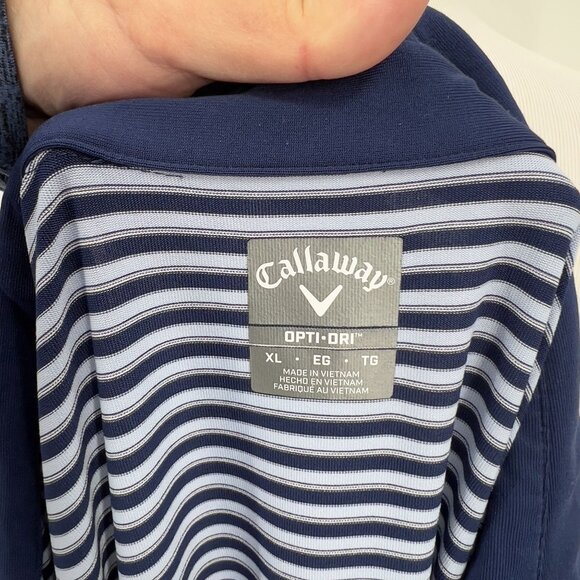 Callaway
OPTI•DRI™
XL • EG • TG
MADE IN VIETNAM
HECHO EN VIETNAM
FABRIQUÉ AU VIETNAM